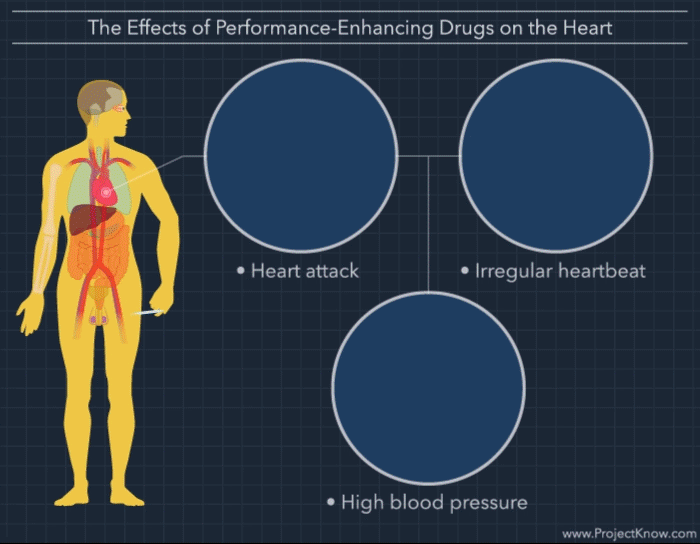 The Effects of Performance-Enhancing Drugs on the Heart
• Heart attack
• Irregular heartbeat
• High blood pressure
www.ProjectKnow.com